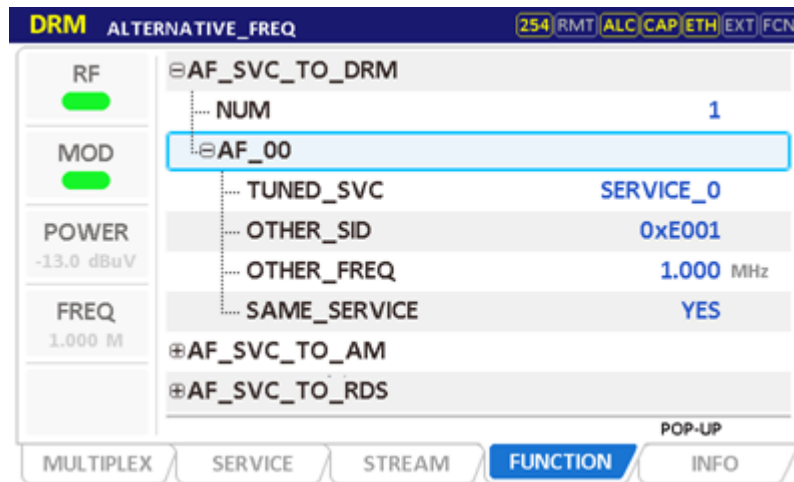 DRM ALTERNATIVE_FREQ 254 RMT ALC CAP ETH EXT FCN
RF
MOD
POWER
-13.0 dBuV
FREQ
1.000 M
AF_SVC_TO_DRM
NUM 1
AF_00
TUNED_SVC SERVICE_0
OTHER_SID 0xE001
OTHER_FREQ 1.000 MHz
SAME_SERVICE YES
AF_SVC_TO_AM
AF_SVC_TO_RDS
POP-UP
MULTIPLEX SERVICE STREAM FUNCTION INFO